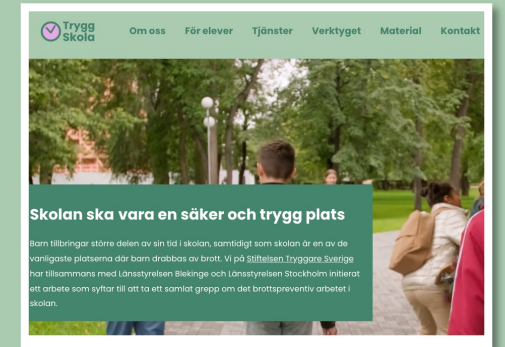 Trygg
Skola
Om oss För elever Tjänster Verktyget Material Kontakt
Skolan ska vara en säker och trygg plats
Barn tillbringar större delen av sin tid i skolan, samtidigt som skolan är en av de
vanligaste platserna där barn drabbas av brott. Vi på Stiftelsen Tryggare Sverige
har tillsammans med Länsstyrelsen Blekinge och Länsstyrelsen Stockholm initierat
ett arbete som syftar till att ta ett samlat grepp om det brottspreventiv arbetet i
skolan.